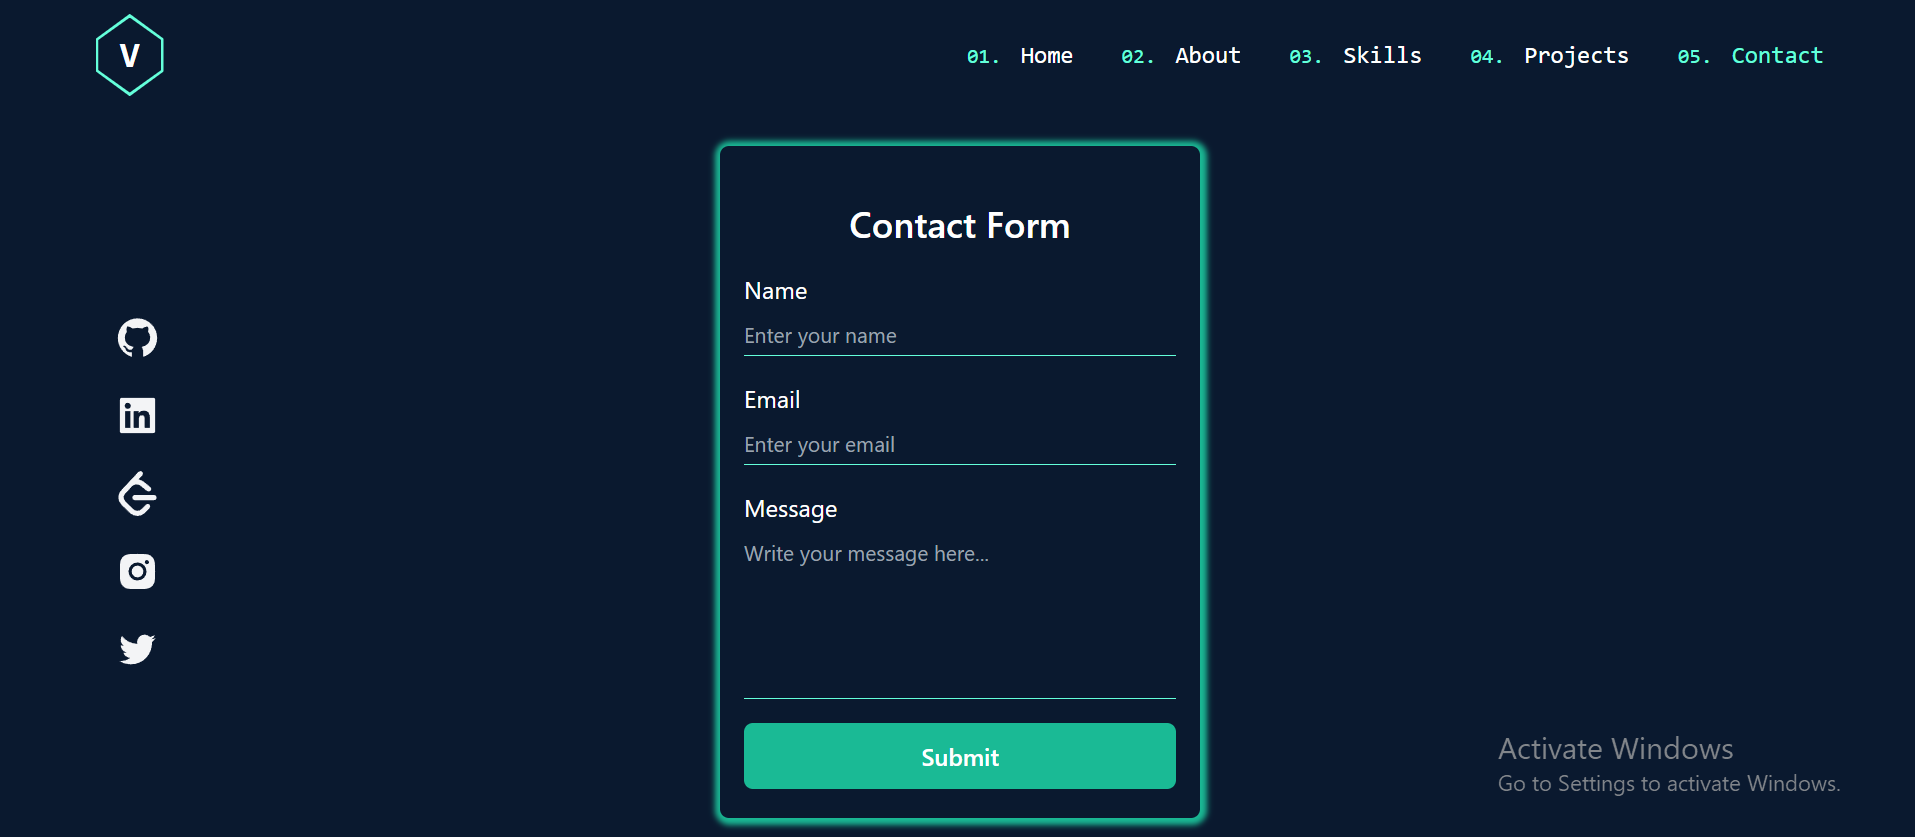 V
01. Home 02. About 03. Skills 04. Projects 05. Contact
Contact Form
Name
Enter your name
Email
Enter your email
Message
Write your message here...
Submit
in
Activate Windows
Go to Settings to activate Windows.